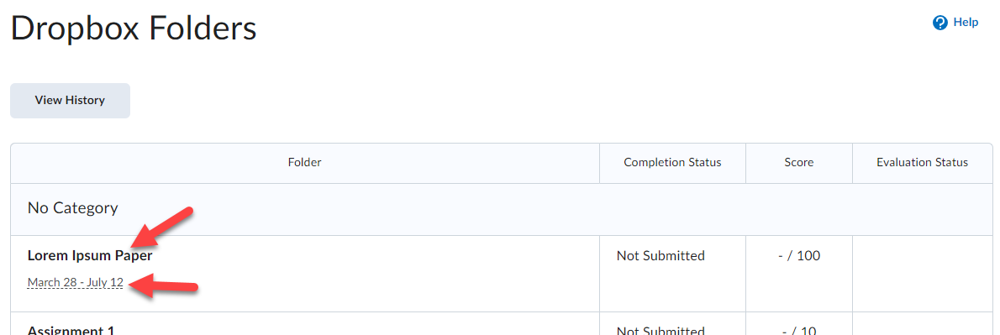 Dropbox Folders
Help
View History
Folder Completion Status Score Evaluation Status
No Category
Lorem Ipsum Paper Not Submitted - / 100
March 28 - July 12
Assignment 1 Not Submitted - / 10